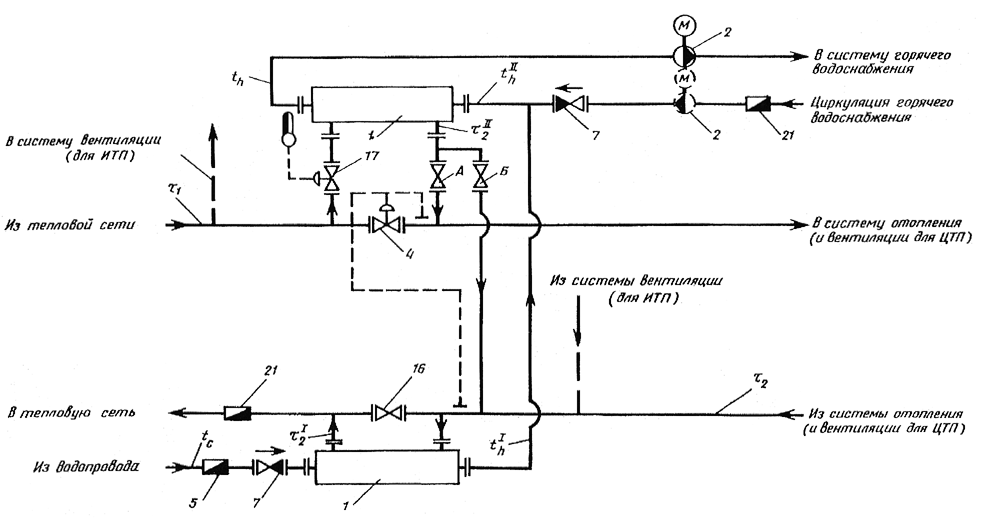 М
2
В систему горячего
водоснабжения
t_h
t_h^II
М
Циркуляция горячего
водоснабжения
1
7
2
21
τ_2^II
В систему вентиляции
(для ИТП)
17
А
Б
τ_1
Из тепловой сети
4
В систему отопления
(и вентиляции для ЦТП)
Из системы вентиляции
(для ИТП)
21
16
τ_2
В тепловую сеть
Из системы отопления
(и вентиляции для ЦТП)
τ_2^I
t_h^I
t_c
Из водопровода
5
7
1